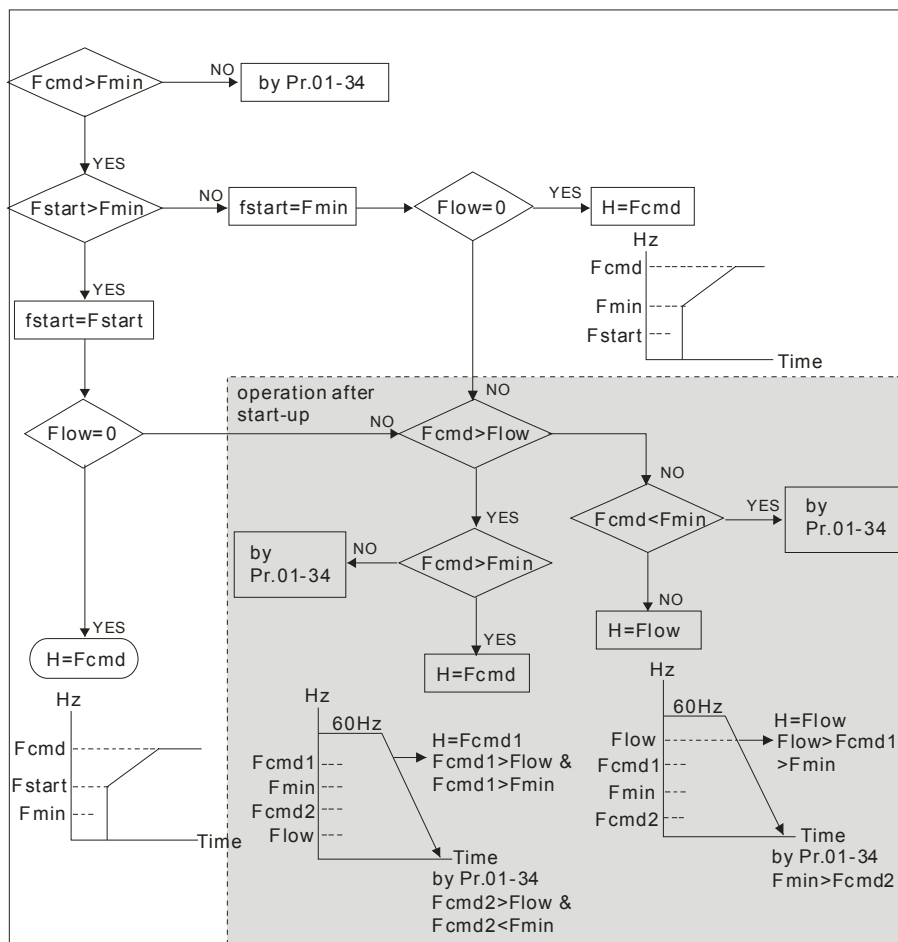 Fcmd>Fmin
NO
by Pr.01-34
YES
Fstart>Fmin
NO
fstart=Fmin
Flow=0
YES
H=Fcmd
Hz
Fcmd
Fmin
Fstart
Time
YES
fstart=Fstart
NO
operation after
start-up
Flow=0
NO
Fcmd>Flow
NO
YES
Fcmd<Fmin
YES
by
Pr.01-34
by
Pr.01-34
NO
Fcmd>Fmin
NO
H=Flow
YES
H=Fcmd
YES
H=Fcmd
Hz
Fcmd
Fstart
Fmin
Time
Hz
60Hz
Fcmd1
Fmin
Fcmd2
Flow
H=Fcmd1
Fcmd1>Flow &
Fcmd1>Fmin
Time
by Pr.01-34
Fcmd2>Flow &
Fcmd2<Fmin
Hz
60Hz
Flow
Fcmd1
Fmin
Fcmd2
H=Flow
Flow>Fcmd1
>Fmin
Time
by Pr.01-34
Fmin>Fcmd2